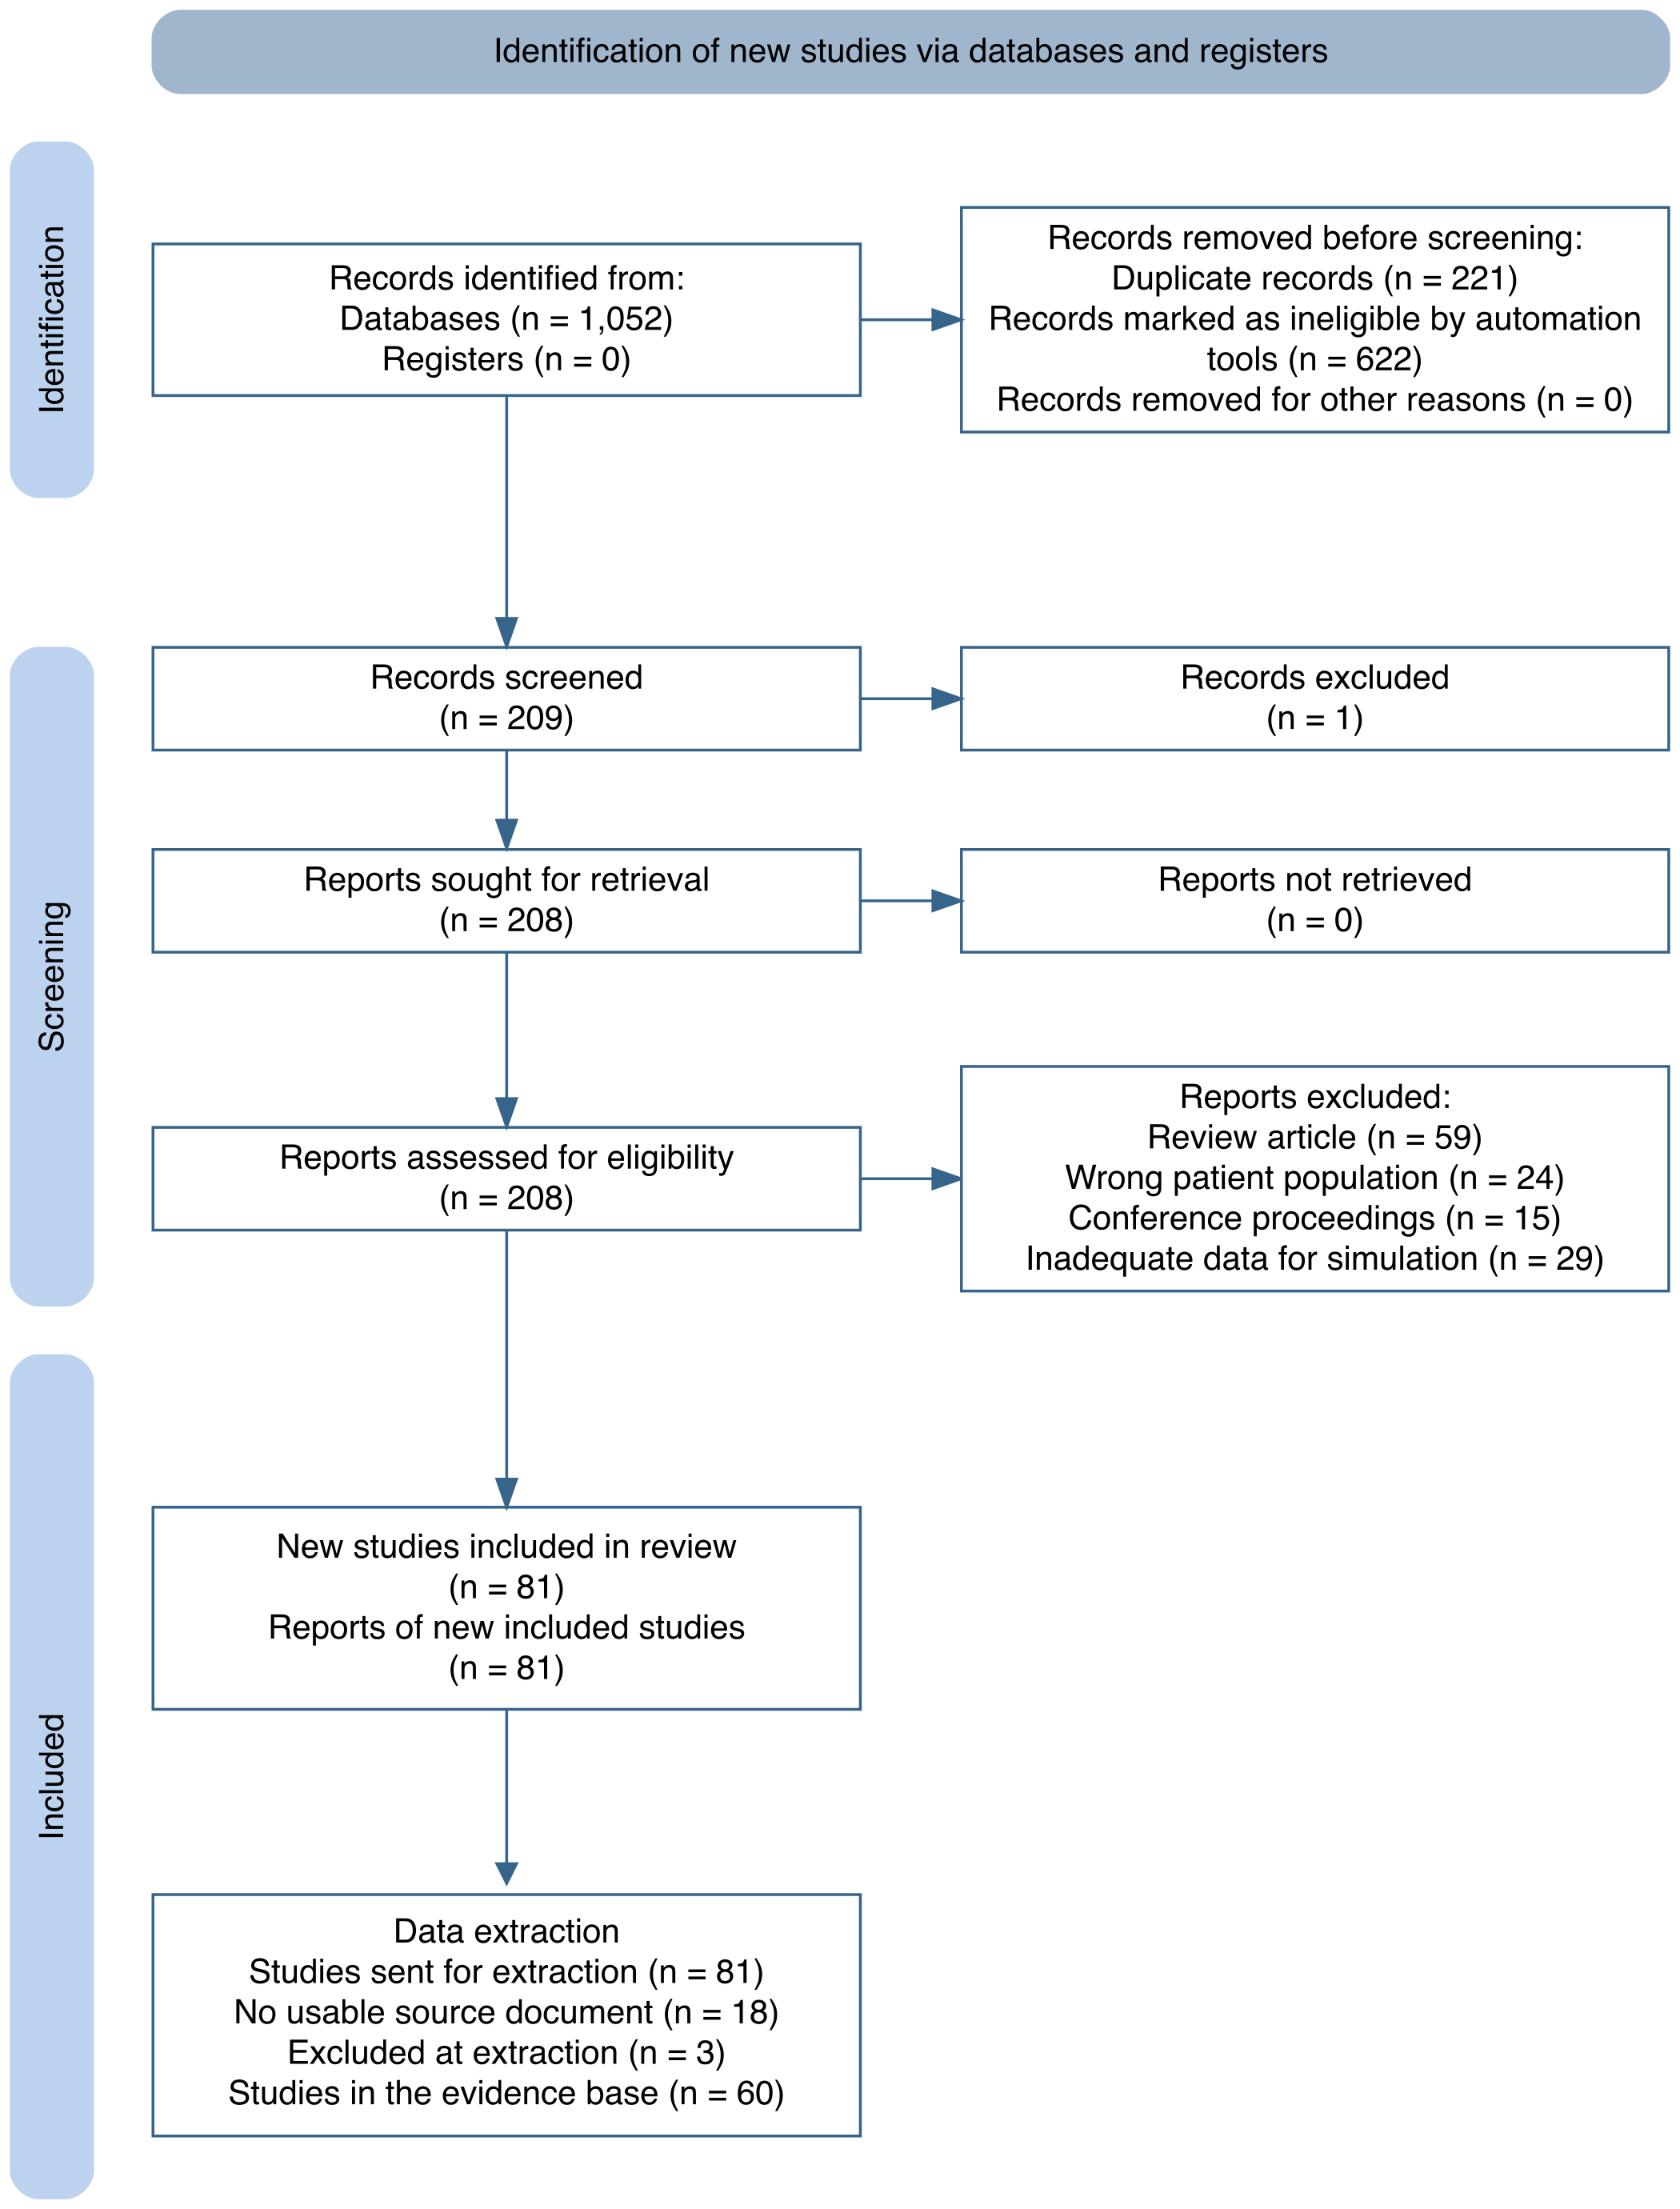 Identification of new studies via databases and registers
Identification
Records identified from:
Databases (n = 1,052)
Registers (n = 0)
Records removed before screening:
Duplicate records (n = 221)
Records marked as ineligible by automation
tools (n = 622)
Records removed for other reasons (n = 0)
Screening
Records screened
(n = 209)
Records excluded
(n = 1)
Reports sought for retrieval
(n = 208)
Reports not retrieved
(n = 0)
Reports assessed for eligibility
(n = 208)
Reports excluded:
Review article (n = 59)
Wrong patient population (n = 24)
Conference proceedings (n = 15)
Inadequate data for simulation (n = 29)
Included
New studies included in review
(n = 81)
Reports of new included studies
(n = 81)
Data extraction
Studies sent for extraction (n = 81)
No usable source document (n = 18)
Excluded at extraction (n = 3)
Studies in the evidence base (n = 60)